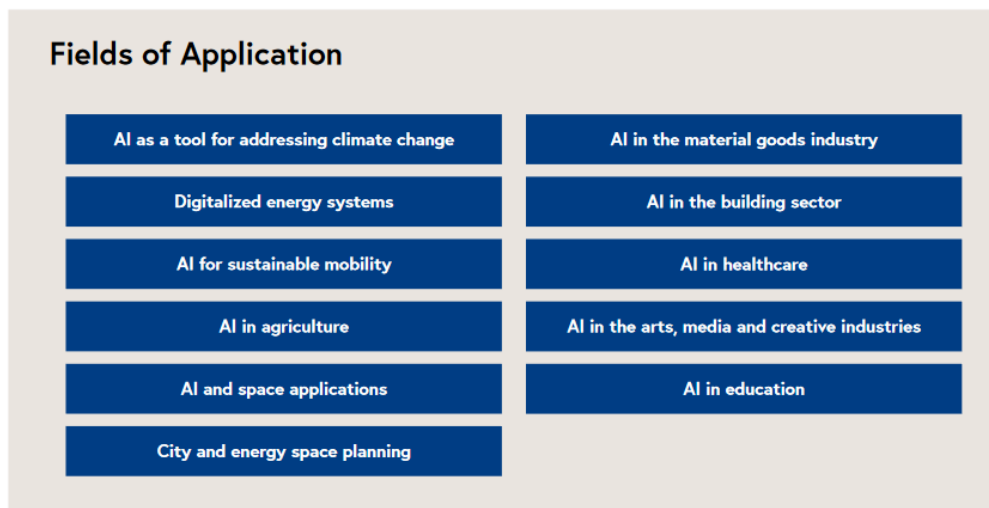 Fields of Application
AI as a tool for addressing climate change
Digitalized energy systems
AI for sustainable mobility
AI in agriculture
AI and space applications
City and energy space planning
AI in the material goods industry
AI in the building sector
AI in healthcare
AI in the arts, media and creative industries
AI in education